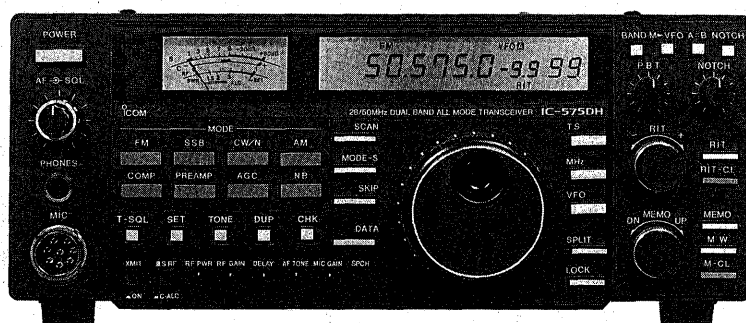 POWER
BAND M►VFO A=B NOTCH
FM VFO A
50.575.0 -9.9 99
RIT
P.B.T. NOTCH
AF SQL
ICOM
28/50MHz DUAL BAND ALL MODE TRANSCEIVER IC-575DH
MODE
FM SSB CW/N AM
COMP PREAMP AGC NB
SCAN
MODE-S
SKIP
DATA
TS
MHz
VFO
SPLIT
LOCK
RIT
RIT
RIT-CL
PHONES
MIC
T-SQL SET TONE DUP CHK
XMIT RF PWR RF GAIN DELAY AF TONE MIC GAIN SPCH
ON C-ALC
DN MEMO UP
MEMO
M W
M-CL